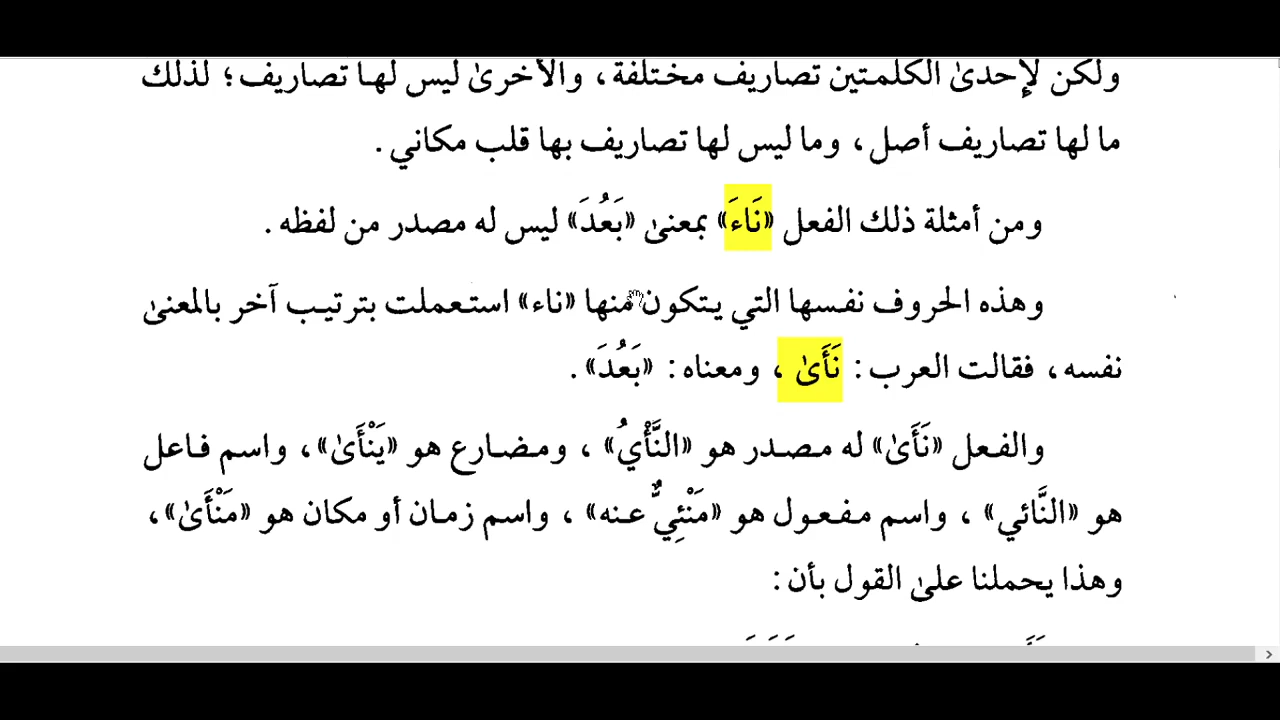 ولكن لإحدىٰ الكلمتين تصاريف مختلفة، والأخرىٰ ليس لها تصاريف؛ لذلك
ما لها تصاريف أصل، وما ليس لها تصاريف بها قلب مكاني.
ومن أمثلة ذلك الفعل «نَاءَ» بمعنىٰ «بَعُدَ» ليس له مصدر من لفظه.
وهذه الحروف نفسها التي يتكون منها «ناء» استعملت بترتيب آخر بالمعنىٰ
نفسه، فقالت العرب: نَأَىٰ، ومعناه: «بَعُدَ».
والفعل «نَأَىٰ» له مصدر هو «النَّأْيُ»، ومضارع هو «يَنْأَىٰ»، واسم فاعل
هو «النَّائي»، واسم مفعول هو «مَنْئِيٌّ عنه»، واسم زمان أو مكان هو «مَنْأَىٰ»،
وهذا يحملنا علىٰ القول بأن: